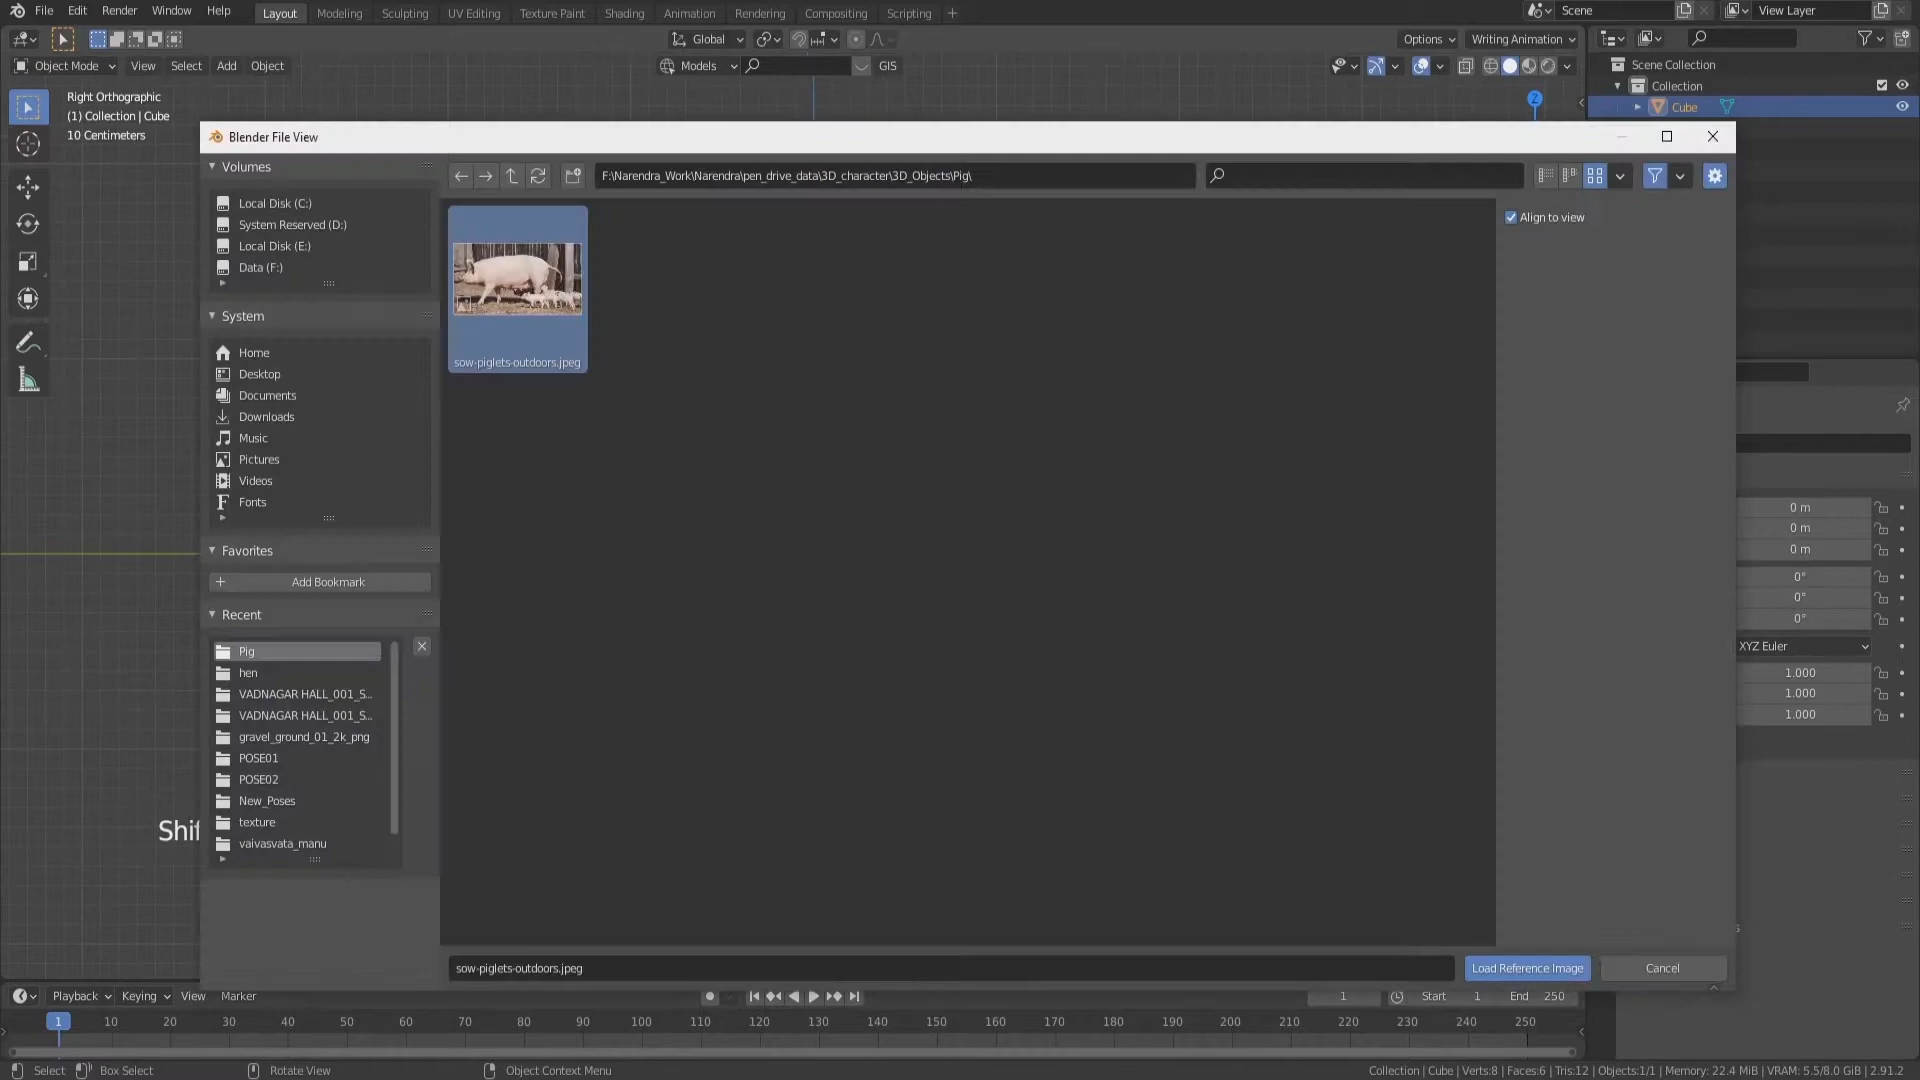 File Edit Render Window Help Layout Modeling Sculpting UV Editing Texture Paint Shading Animation Rendering Compositing Scripting Scene View Layer
Global Options Writing Animation
Object Mode View Select Add Object Models GIS
Scene Collection
Collection
Cube
Right Orthographic
(1) Collection | Cube
10 Centimeters
Z
Blender File View
Volumes
Local Disk (C:)
System Reserved (D:)
Local Disk (E:)
Data (F:)
System
Home
Desktop
Documents
Downloads
Music
Pictures
Videos
Fonts
Favorites
Add Bookmark
Recent
Pig
hen
VADNAGAR HALL_001_S...
VADNAGAR HALL_001_S...
gravel_ground_01_2k_png
POSE01
POSE02
New_Poses
texture
vaivasvata_manu
F:\Narendra_Work\Narendra\pen_drive_data\3D_character\3D_Objects\Pig\
sow-piglets-outdoors.jpeg
Align to view
sow-piglets-outdoors.jpeg
Load Reference Image Cancel
0 m
0 m
0 m
0°
0°
0°
XYZ Euler
1.000
1.000
1.000
Shif
Playback Keying View Marker 1 Start 1 End 250
1 10 20 30 40 50 60 70 80 90 100 110 120 130 140 150 160 170 180 190 200 210 220 230 240 250
Select Box Select Rotate View Object Context Menu Collection | Cube | Verts:8 | Faces:6 | Tris:12 | Objects:1/1 | Memory: 22.4 MiB | VRAM: 5.5/8.0 GiB | 2.91.2